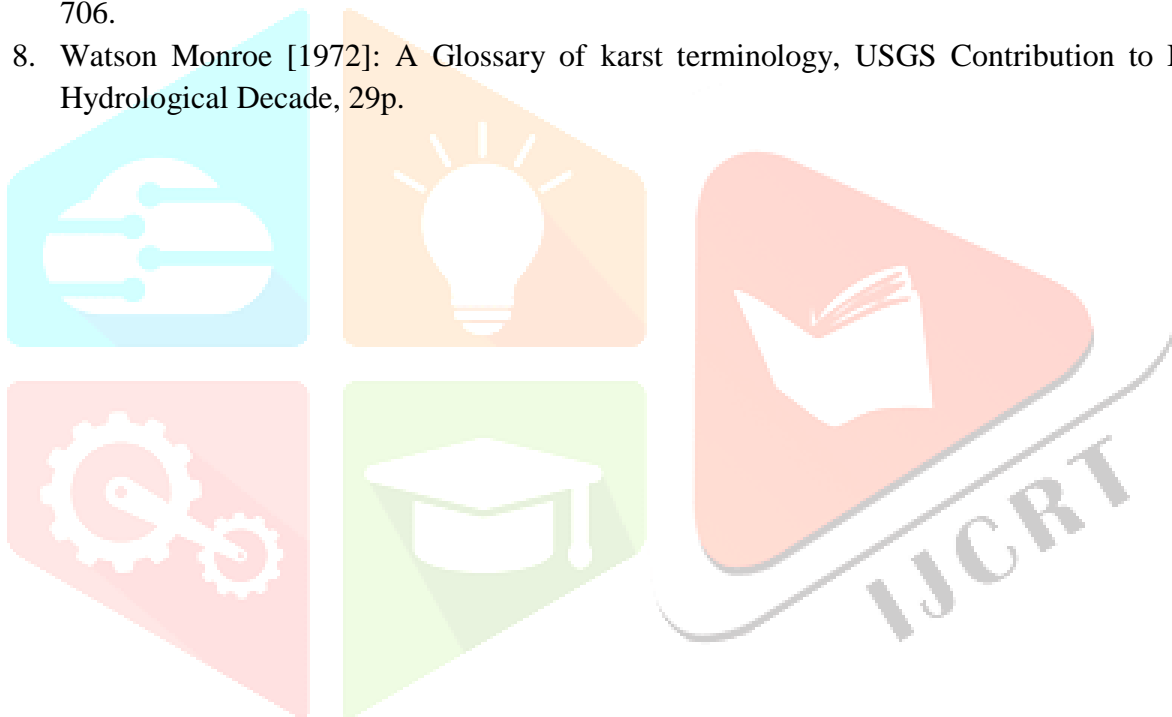 706.
8. Watson Monroe [1972]: A Glossary of karst terminology, USGS Contribution to
Hydrological Decade, 29p.
IJCRT